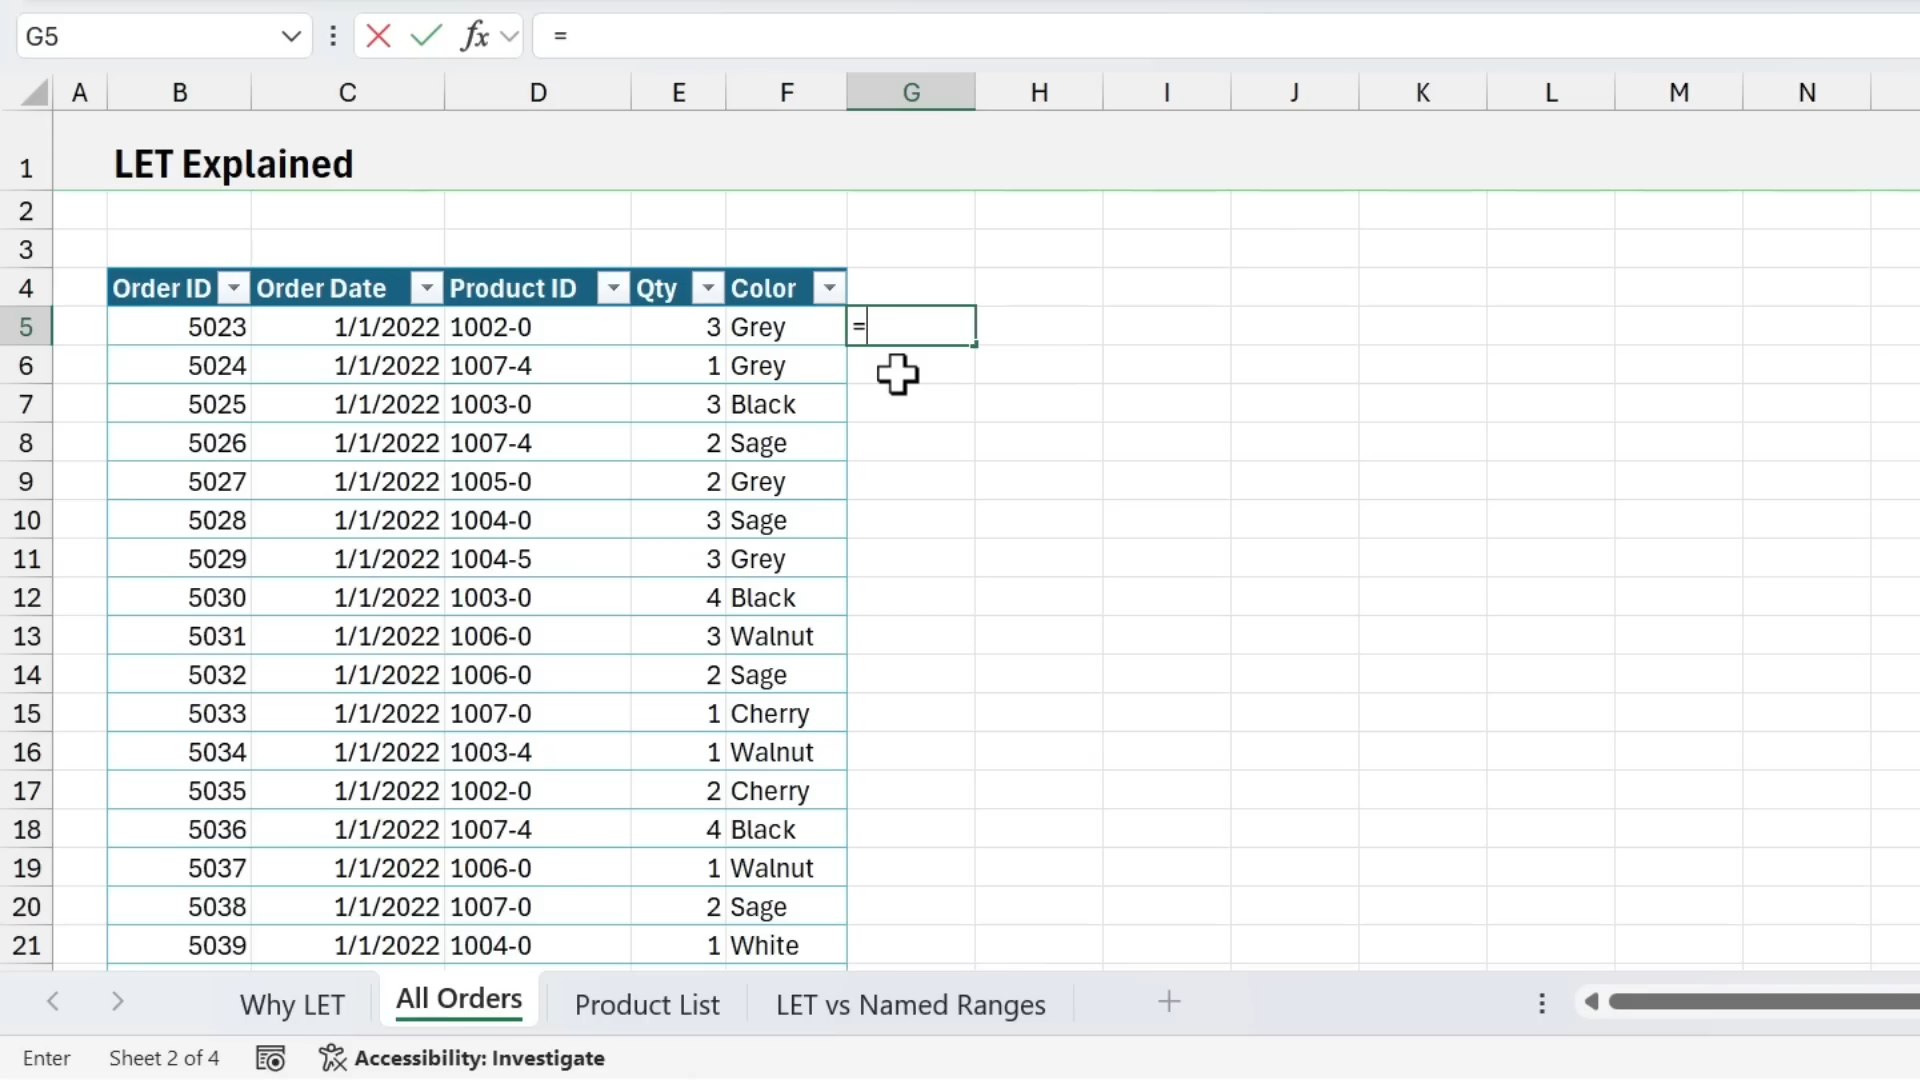 G5 fx =
A B C D E F G H I J K L M N
1 LET Explained
2
3
4 Order ID Order Date Product ID Qty Color
5 5023 1/1/2022 1002-0 3 Grey =
6 5024 1/1/2022 1007-4 1 Grey
7 5025 1/1/2022 1003-0 3 Black
8 5026 1/1/2022 1007-4 2 Sage
9 5027 1/1/2022 1005-0 2 Grey
10 5028 1/1/2022 1004-0 3 Sage
11 5029 1/1/2022 1004-5 3 Grey
12 5030 1/1/2022 1003-0 4 Black
13 5031 1/1/2022 1006-0 3 Walnut
14 5032 1/1/2022 1006-0 2 Sage
15 5033 1/1/2022 1007-0 1 Cherry
16 5034 1/1/2022 1003-4 1 Walnut
17 5035 1/1/2022 1002-0 2 Cherry
18 5036 1/1/2022 1007-4 4 Black
19 5037 1/1/2022 1006-0 1 Walnut
20 5038 1/1/2022 1007-0 2 Sage
21 5039 1/1/2022 1004-0 1 White
Why LET All Orders Product List LET vs Named Ranges
Enter Sheet 2 of 4 Accessibility: Investigate